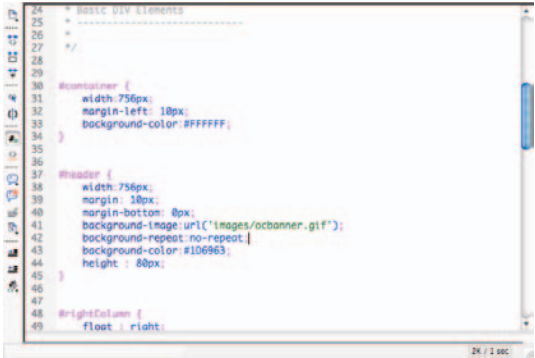 24 * Basic DIV Elements
25 * ----------------------------
26 *
27 */
28
29
30 #container {
31 width:756px;
32 margin-left: 10px;
33 background-color:#FFFFFF;
34 }
35
36
37 #header {
38 width:756px;
39 margin: 10px;
40 margin-bottom: 0px;
41 background-image:url('images/ocbanner.gif');
42 background-repeat:no-repeat;
43 background-color:#106963;
44 height : 80px;
45 }
46
47
48 #rightColumn {
49 float : right;
2K / 1 sec